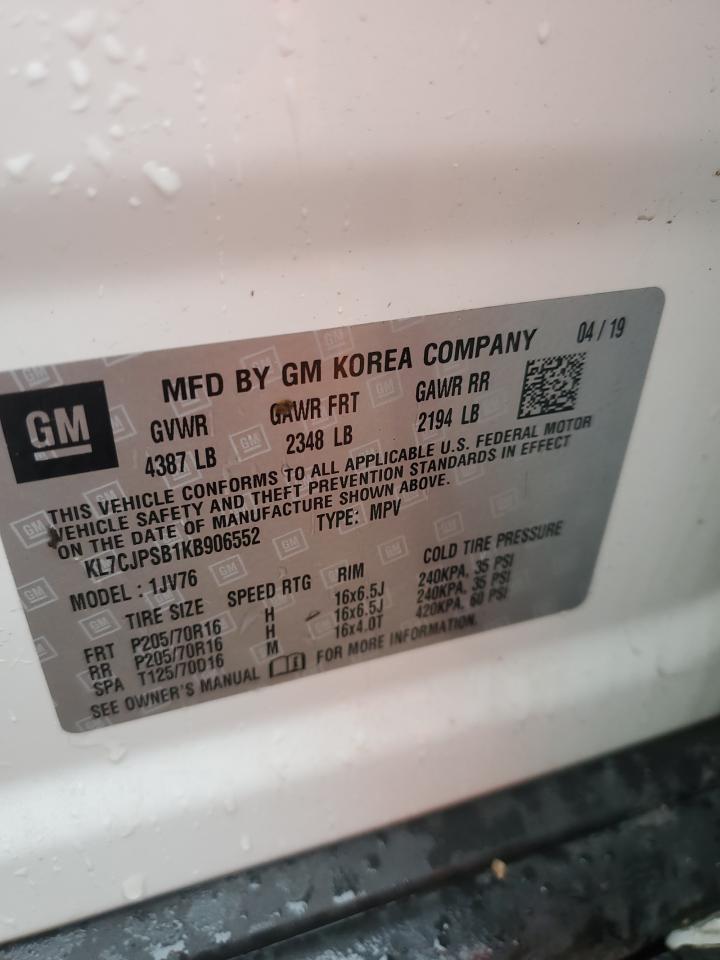 GM
MFD BY GM KOREA COMPANY 04 / 19
GVWR GAWR FRT GAWR RR
4387 LB 2348 LB 2194 LB
THIS VEHICLE CONFORMS TO ALL APPLICABLE U.S. FEDERAL MOTOR
VEHICLE SAFETY AND THEFT PREVENTION STANDARDS IN EFFECT
ON THE DATE OF MANUFACTURE SHOWN ABOVE.
KL7CJPSB1KB906552 TYPE: MPV
MODEL : 1JV76
TIRE SIZE SPEED RTG RIM COLD TIRE PRESSURE
FRT P205/70R16 H 16x6.5J 240KPA, 35 PSI
RR P205/70R16 H 16x6.5J 240KPA, 35 PSI
SPA T125/70D16 M 16x4.0T 420KPA, 60 PSI
SEE OWNER'S MANUAL FOR MORE INFORMATION.